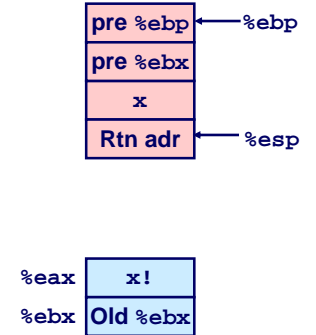 pre %ebp %ebp
pre %ebx
x
Rtn adr %esp
%eax x!
%ebx Old %ebx